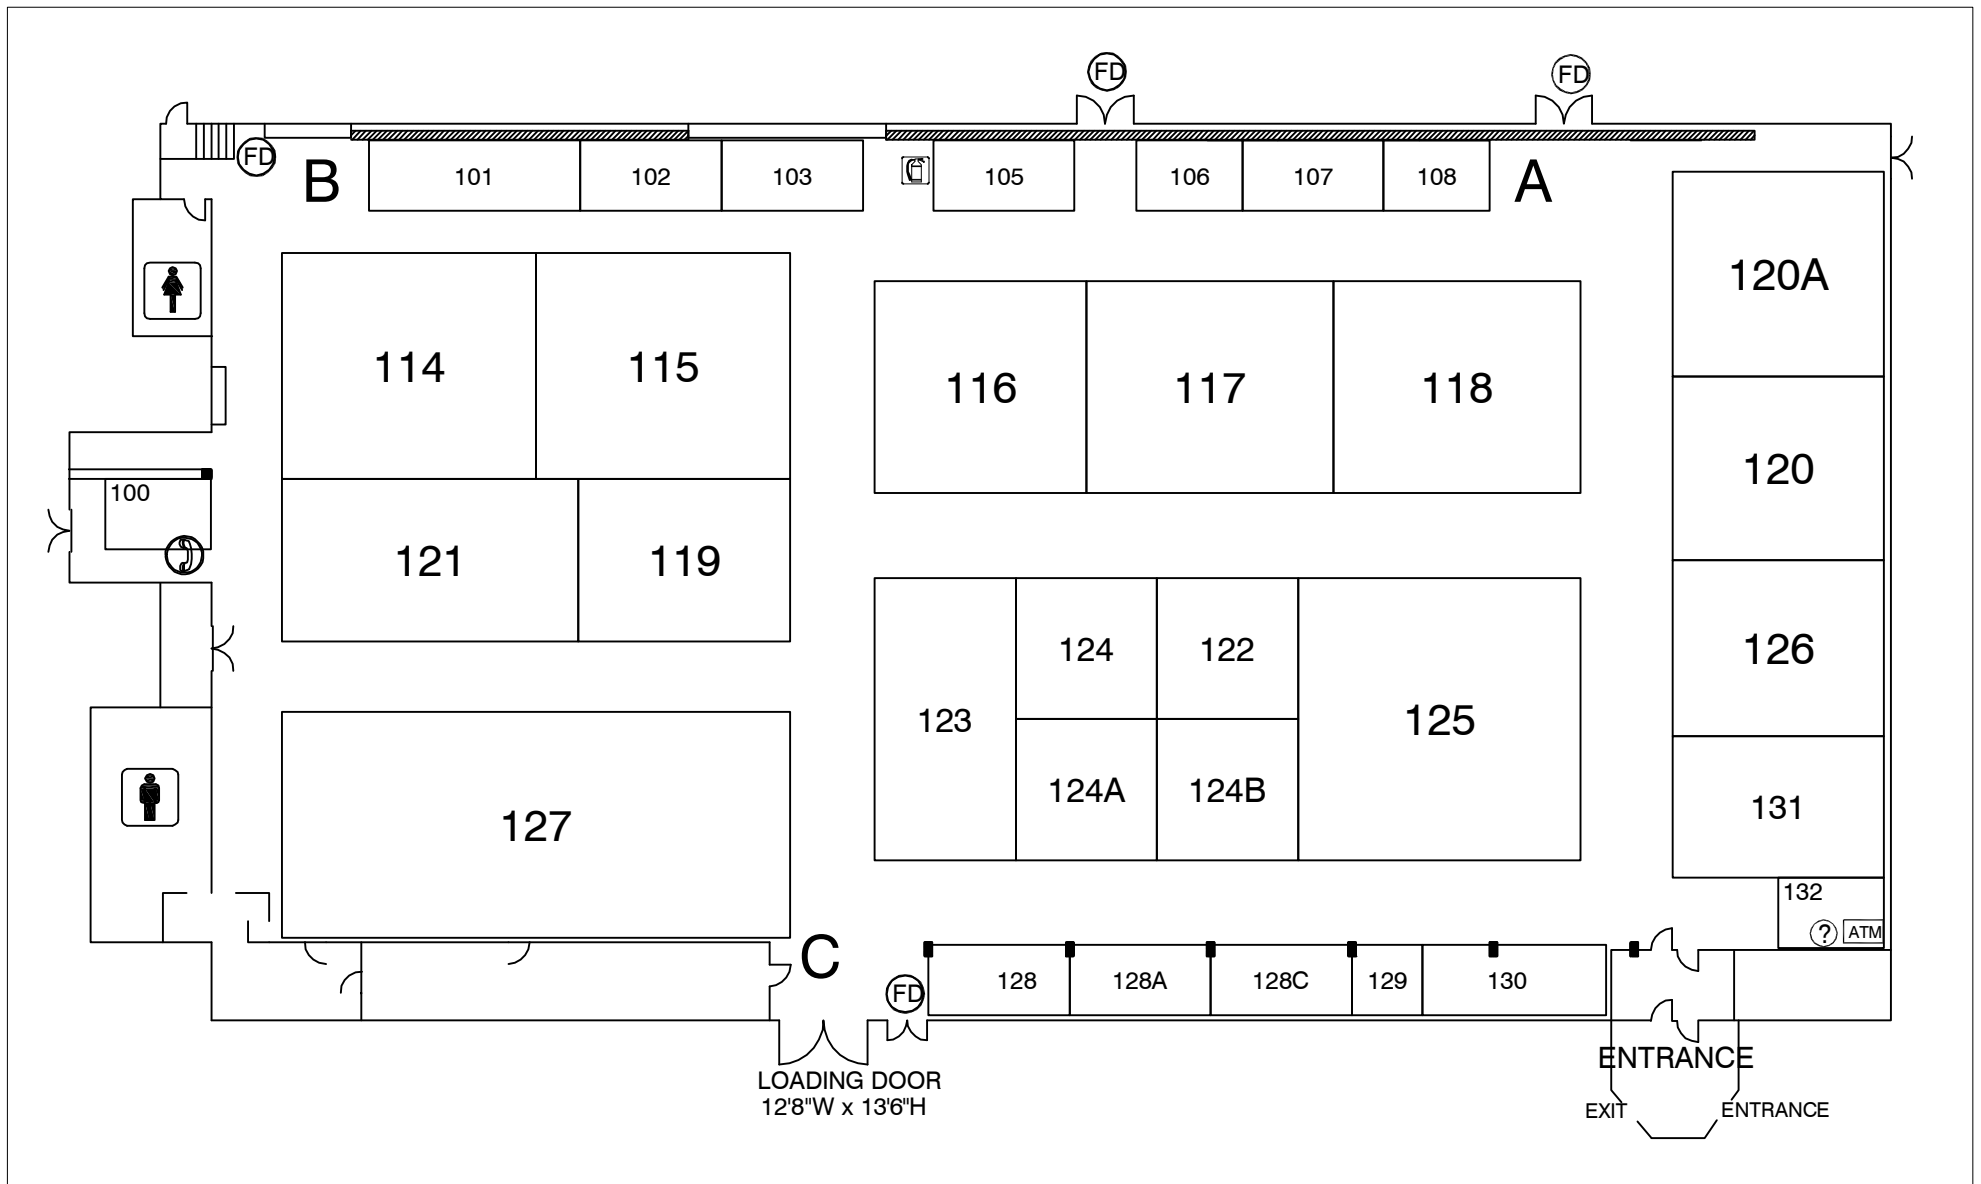 FD
FD
FD
B
101
102
103
105
106
107
108
A
120A
114
115
116
117
118
120
100
121
119
124
122
126
123
125
124A
124B
131
127
132
? ATM
C
FD
128
128A
128C
129
130
LOADING DOOR
12'8"W x 13'6"H
ENTRANCE
EXIT
ENTRANCE